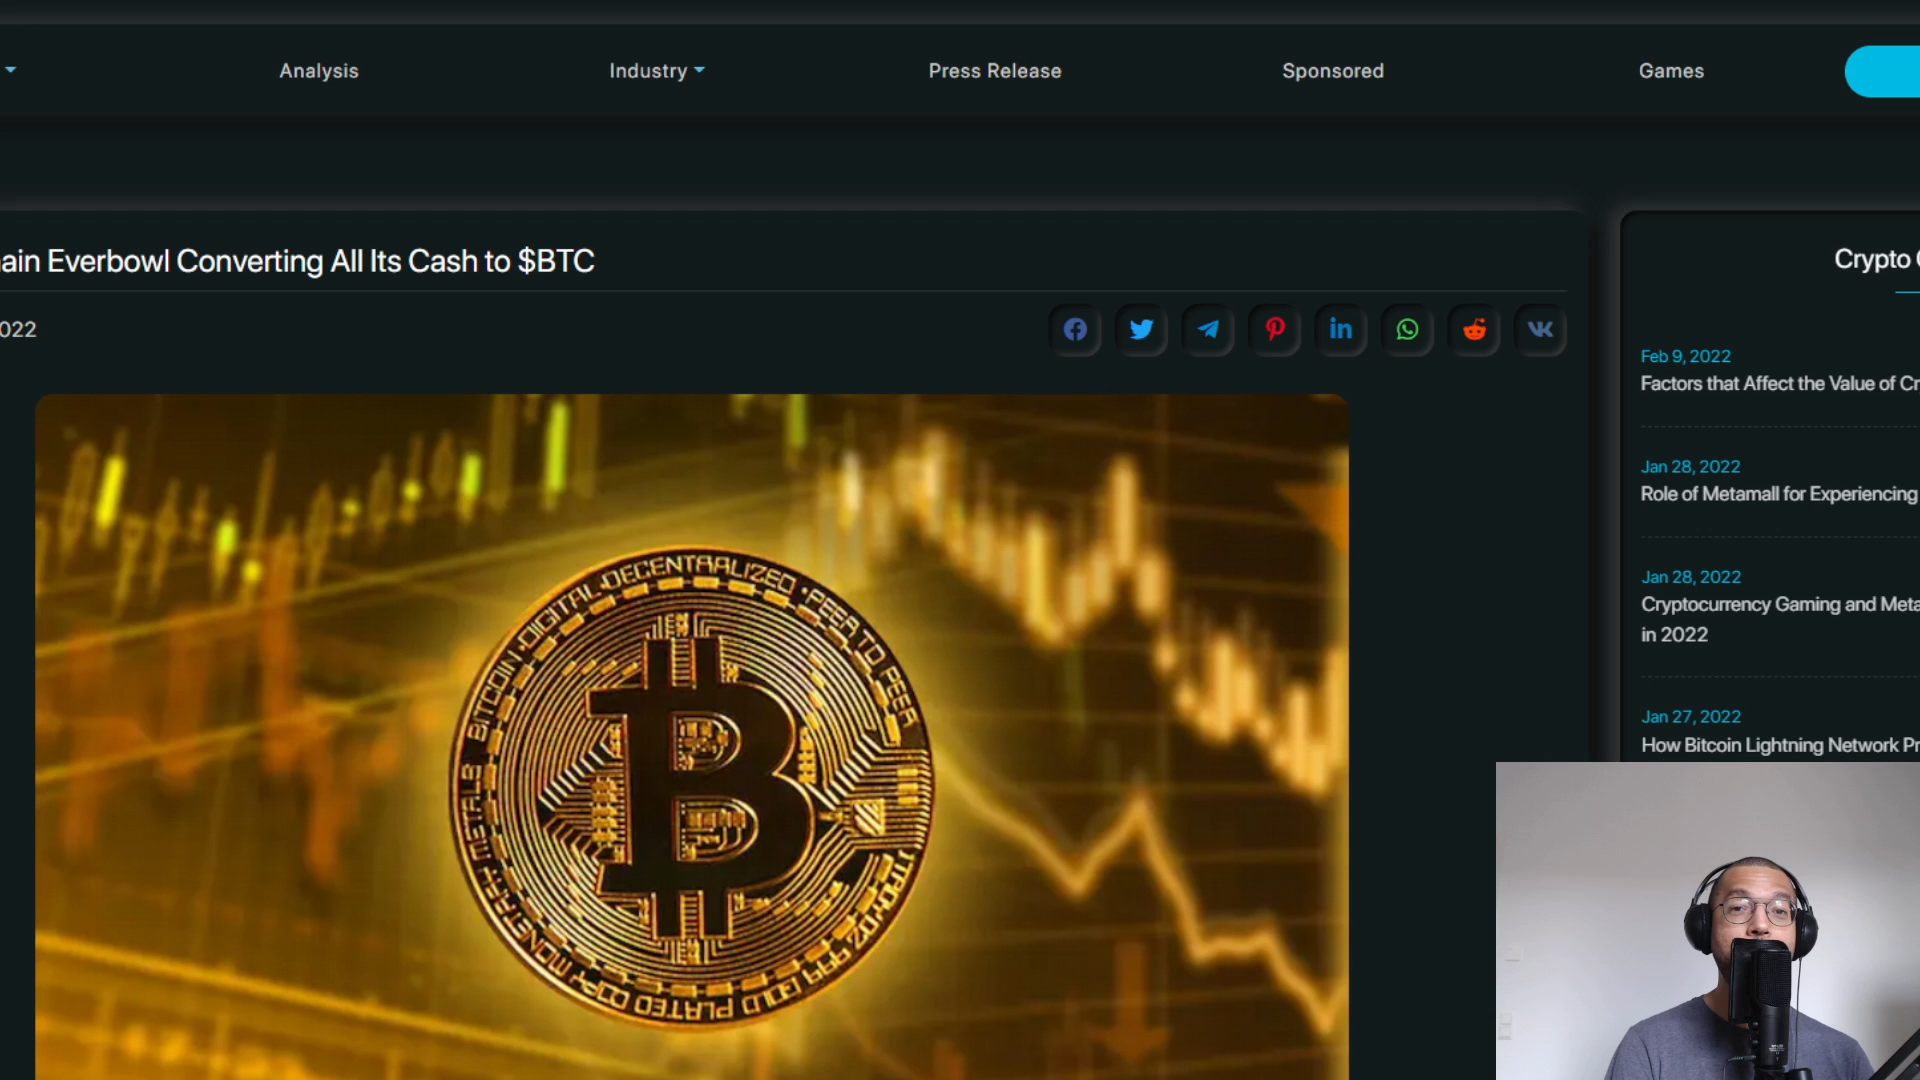 Analysis
Industry
Press Release
Sponsored
Games
ain Everbowl Converting All Its Cash to $BTC
Crypto
022
Feb 9, 2022
Factors that Affect the Value of Cr
Jan 28, 2022
Role of Metamall for Experiencing
Jan 28, 2022
Cryptocurrency Gaming and Meta
in 2022
Jan 27, 2022
How Bitcoin Lightning Network Pr
BITCOIN · DIGITAL · DECENTRALIZED · PEER TO PEER